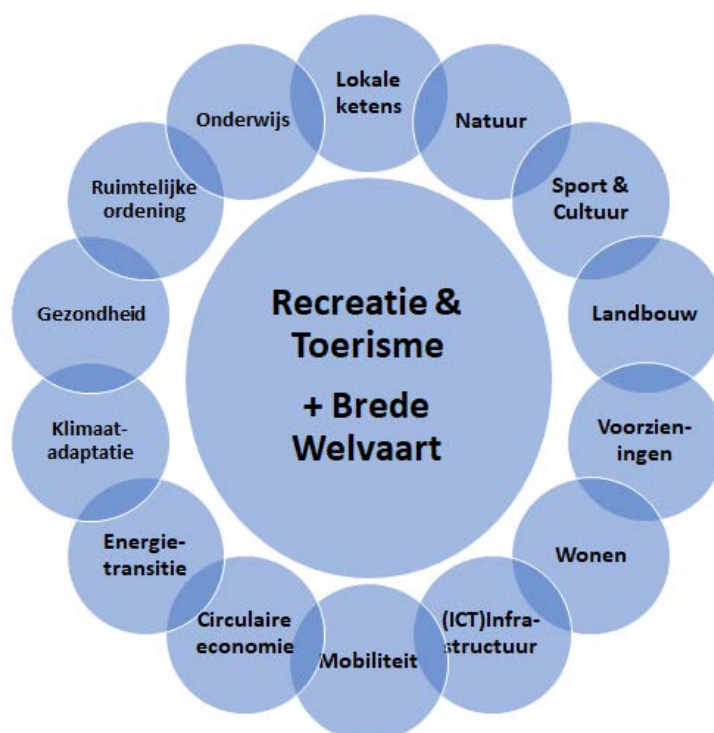 Recreatie &
Toerisme
+ Brede
Welvaart
Lokale
ketens
Natuur
Sport &
Cultuur
Landbouw
Voorzien-
ingen
Wonen
(ICT)Infra-
structuur
Mobiliteit
Circulaire
economie
Energie-
transitie
Klimaat-
adaptatie
Gezondheid
Ruimtelijke
ordening
Onderwijs